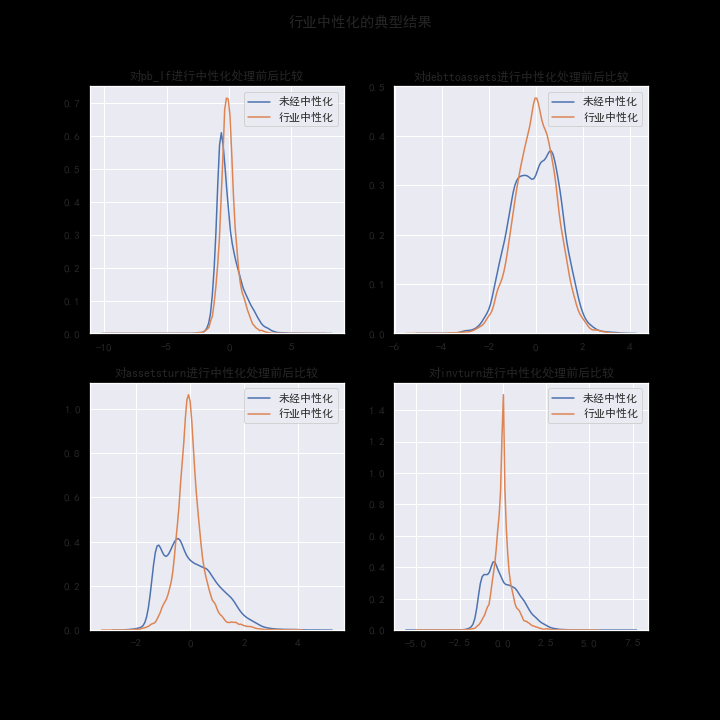 行业中性化的典型结果
对pb_lf进行中性化处理前后比较
未经中性化
行业中性化
0.7
0.6
0.5
0.4
0.3
0.2
0.1
0.0
-10 -5 0 5
对debttoassets进行中性化处理前后比较
未经中性化
行业中性化
0.5
0.4
0.3
0.2
0.1
0.0
-6 -4 -2 0 2 4
对assetsturn进行中性化处理前后比较
未经中性化
行业中性化
1.0
0.8
0.6
0.4
0.2
0.0
-2 0 2 4
对invturn进行中性化处理前后比较
未经中性化
行业中性化
1.4
1.2
1.0
0.8
0.6
0.4
0.2
0.0
-5.0 -2.5 0.0 2.5 5.0 7.5